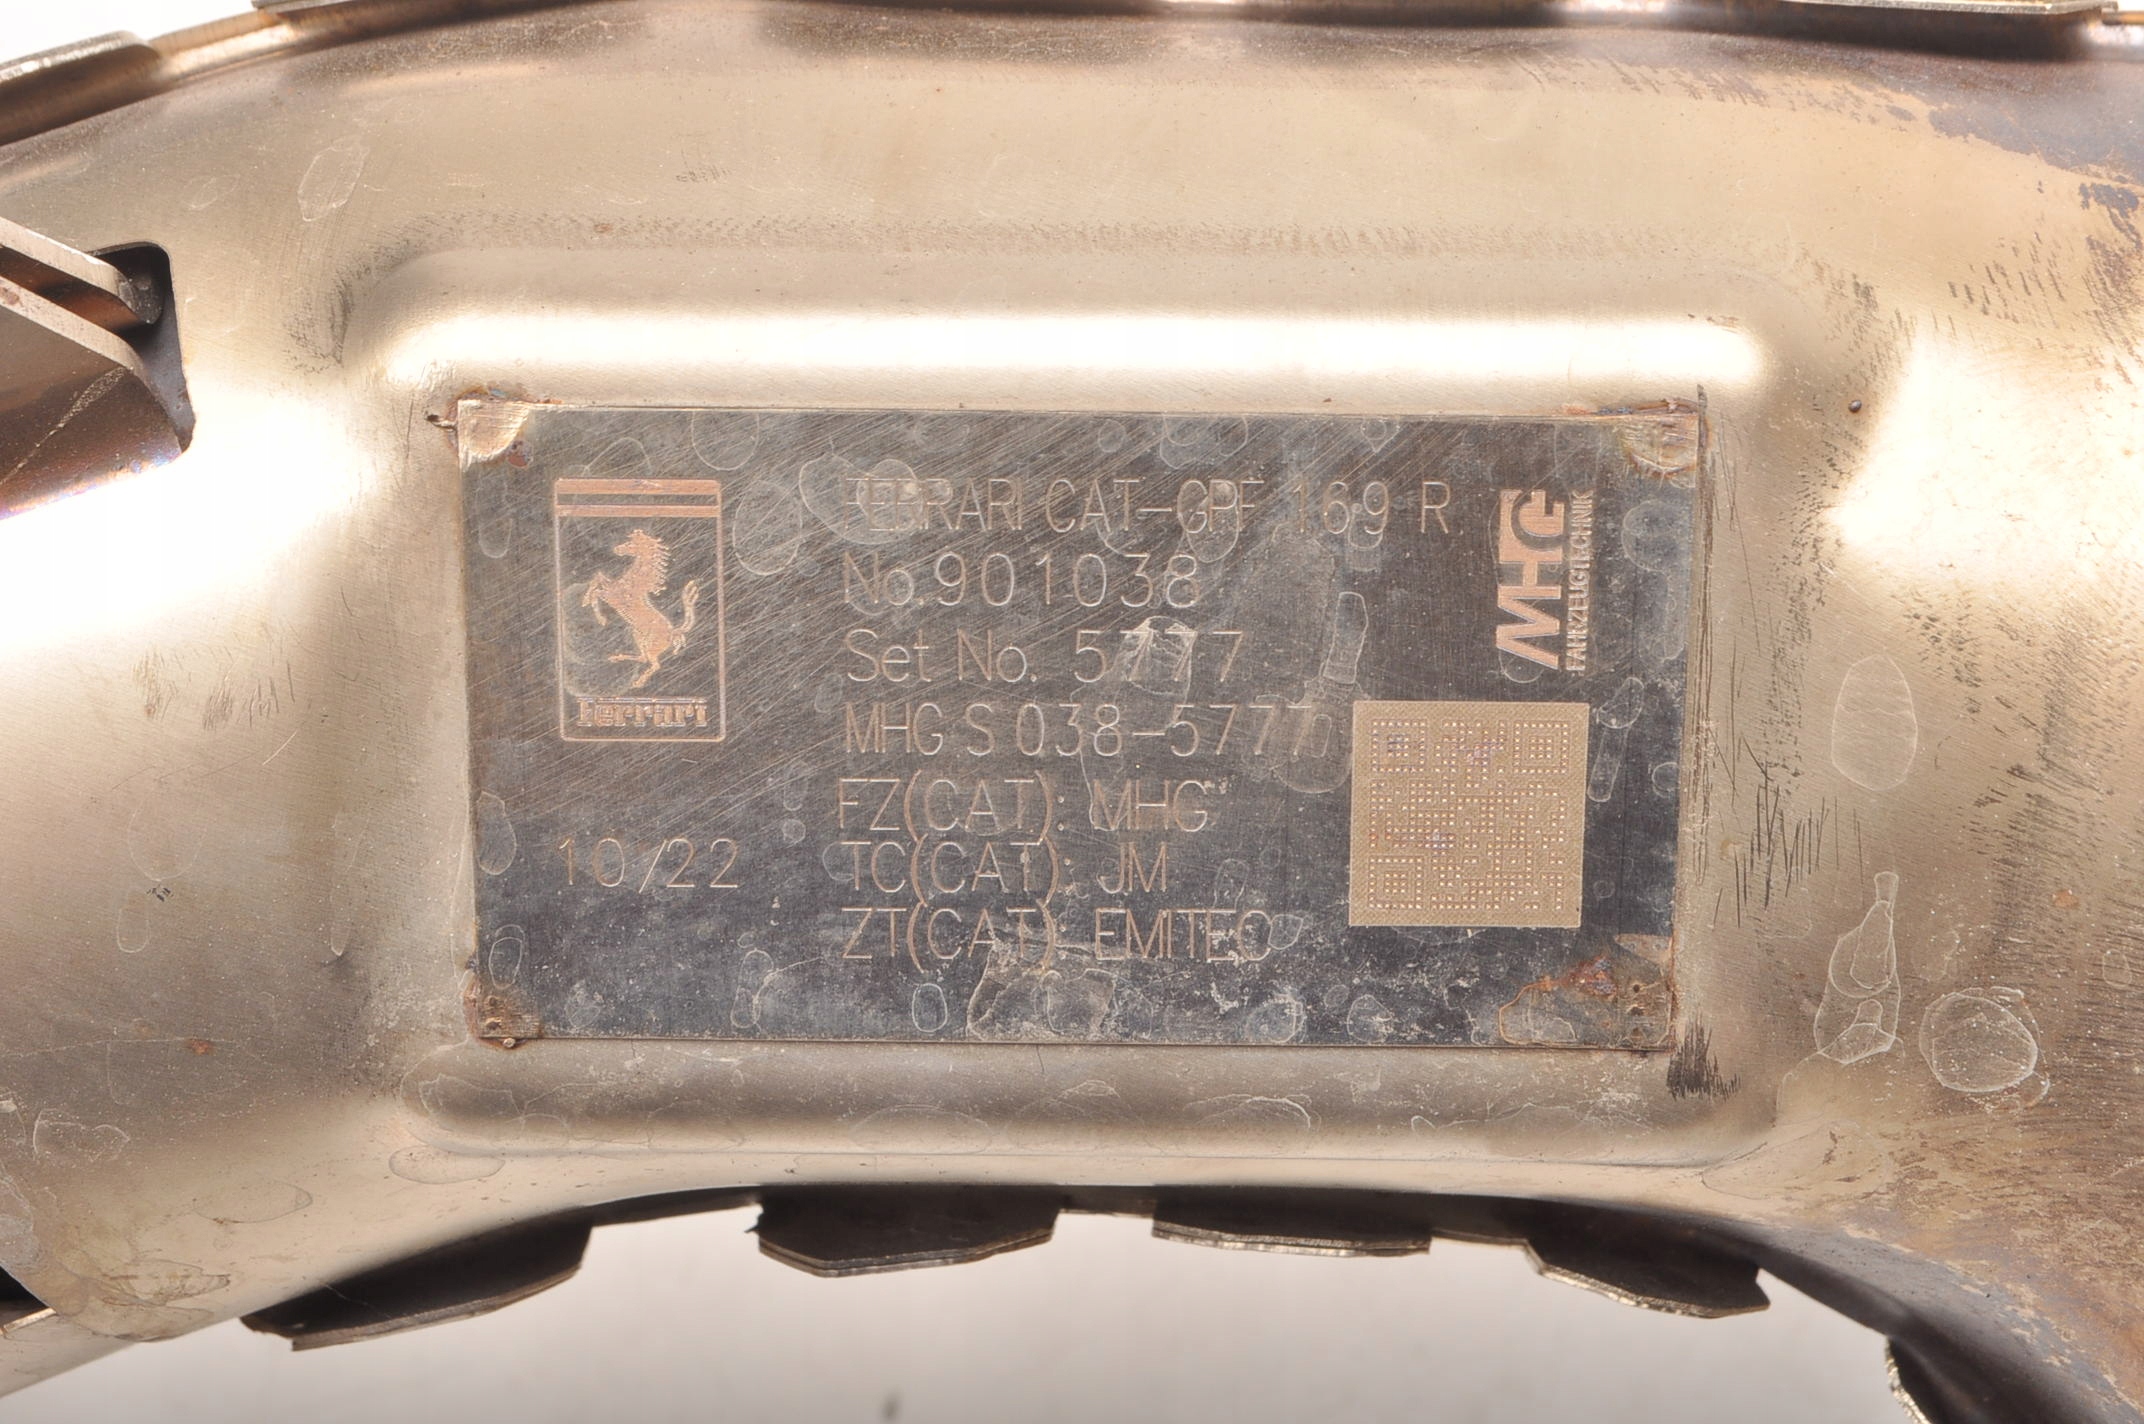 FERRARI CAT-GPF 169 R
No.901038
Set No. 5777
MHG S 038-5777
FZ(CAT): MHG
TC(CAT): JM
ZT(CAT): EMITEC
Ferrari
10/22
MHG
FAHRZEUGTECHNIK